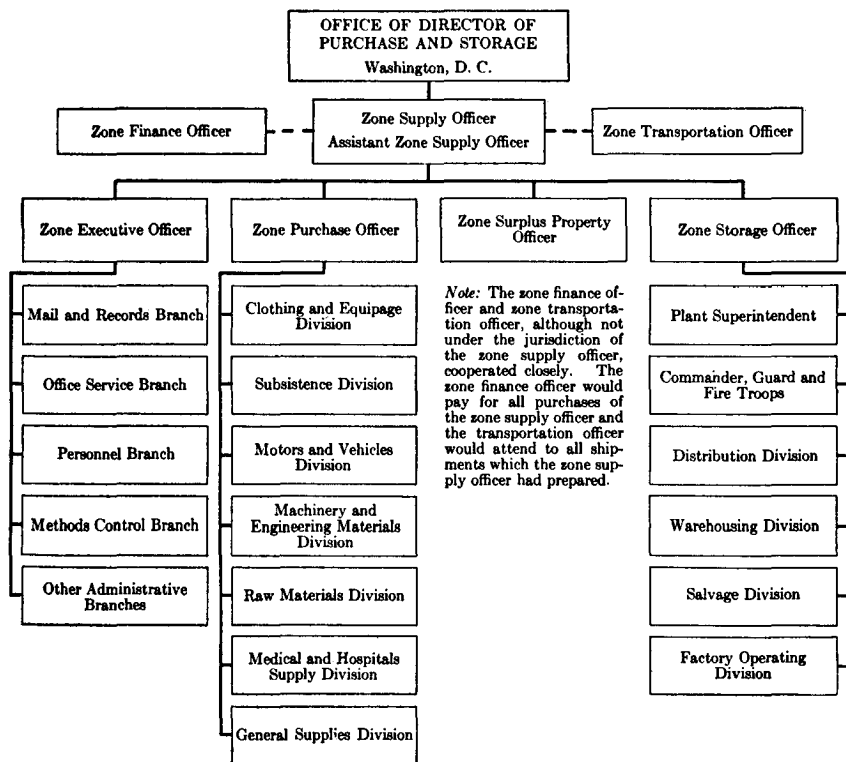 OFFICE OF DIRECTOR OF
PURCHASE AND STORAGE
Washington, D. C.
Zone Finance Officer
Zone Supply Officer
Assistant Zone Supply Officer
Zone Transportation Officer
Zone Executive Officer
Zone Purchase Officer
Zone Surplus Property
Officer
Zone Storage Officer
Mail and Records Branch
Office Service Branch
Personnel Branch
Methods Control Branch
Other Administrative
Branches
Clothing and Equipage
Division
Subsistence Division
Motors and Vehicles
Division
Machinery and
Engineering Materials
Division
Raw Materials Division
Medical and Hospitals
Supply Division
General Supplies Division
Note: The zone finance of-
ficer and zone transporta-
tion officer, although not
under the jurisdiction of
the zone supply officer,
cooperated closely. The
zone finance officer would
pay for all purchases of
the zone supply officer and
the transportation officer
would attend to all ship-
ments which the zone sup-
ply officer had prepared.
Plant Superintendent
Commander, Guard and
Fire Troops
Distribution Division
Warehousing Division
Salvage Division
Factory Operating
Division